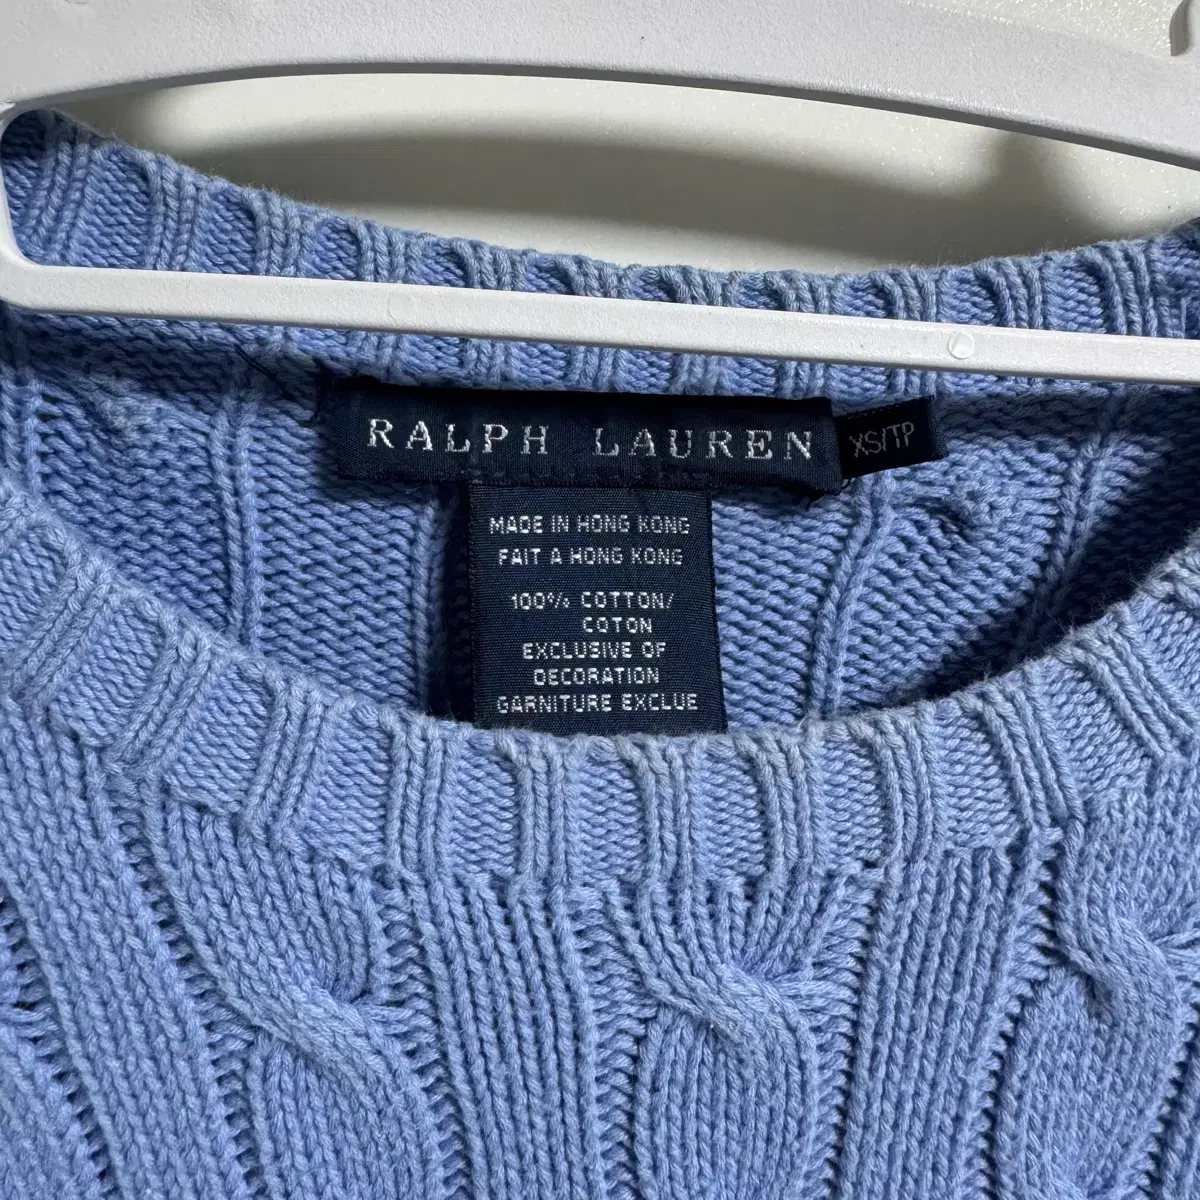 RALPH LAUREN
XS/TP
MADE IN HONG KONG
FAIT A HONG KONG
100% COTTON/
COTON
EXCLUSIVE OF
DECORATION
GARNITURE EXCLUE